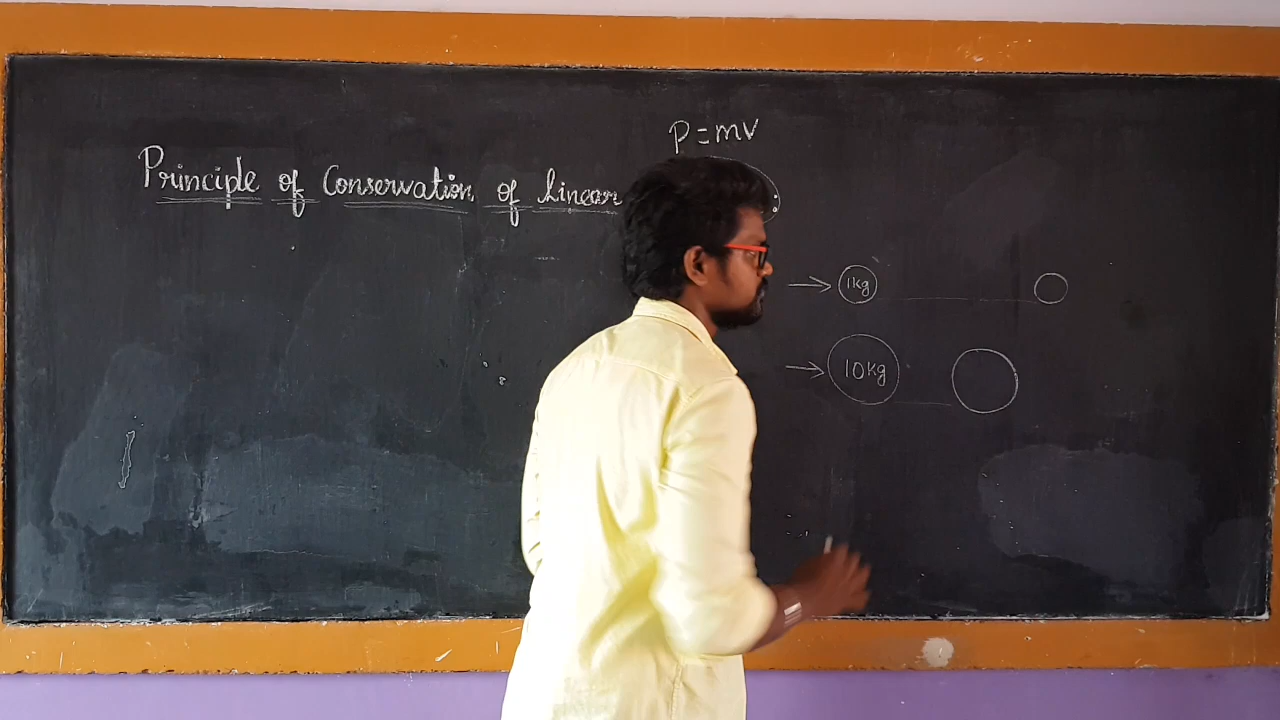 P = mv
Principle of Conservation of Linear
1kg
10kg